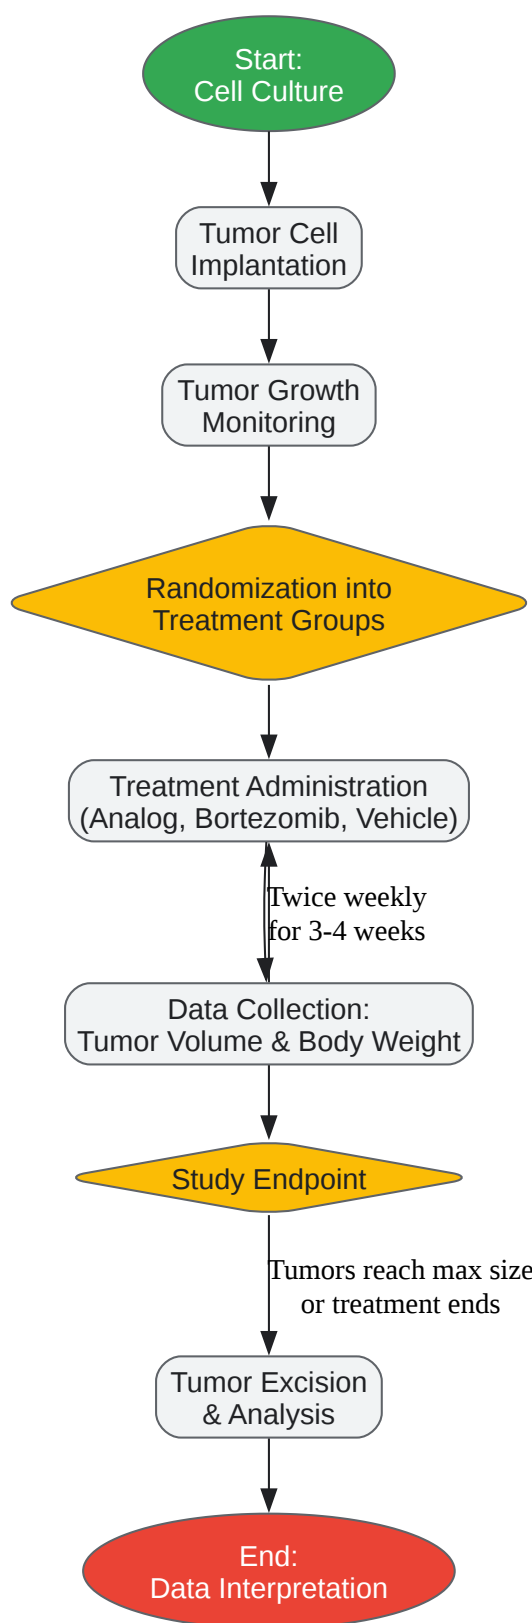 Start:
Cell Culture
Tumor Cell
Implantation
Tumor Growth
Monitoring
Randomization into
Treatment Groups
Treatment Administration
(Analog, Bortezomib, Vehicle)
Twice weekly
for 3-4 weeks
Data Collection:
Tumor Volume & Body Weight
Study Endpoint
Tumors reach max size
or treatment ends
Tumor Excision
& Analysis
End:
Data Interpretation